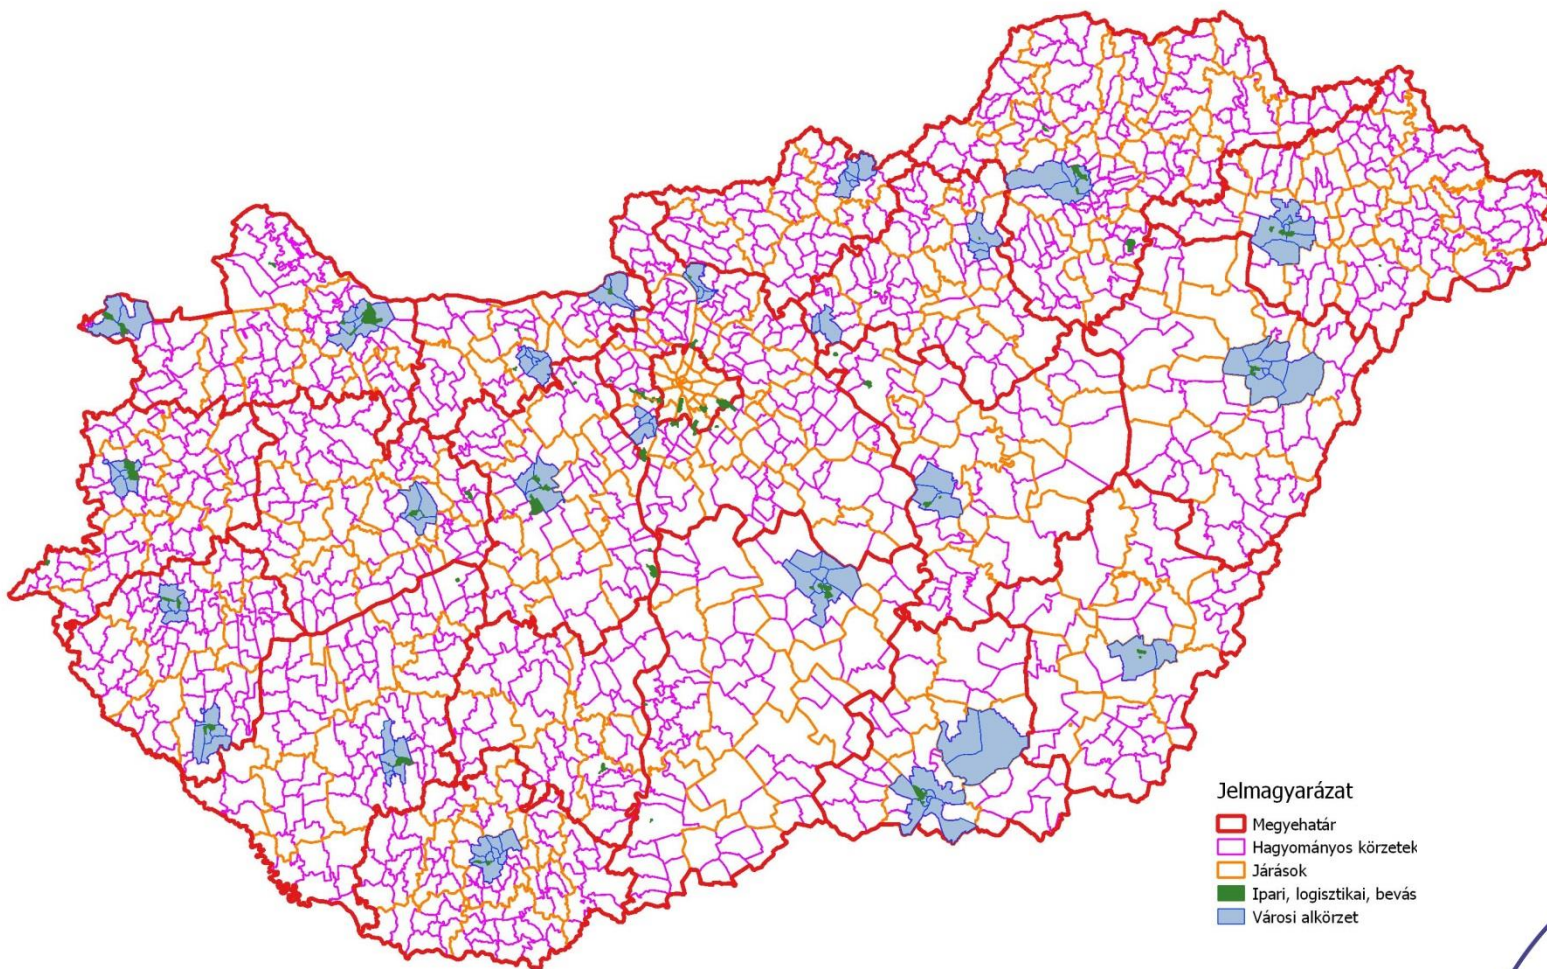 Jelmagyarázat
Megyehatár
Hagyományos körzetek
Járások
Ipari, logisztikai, bevás
Városi alkörzet